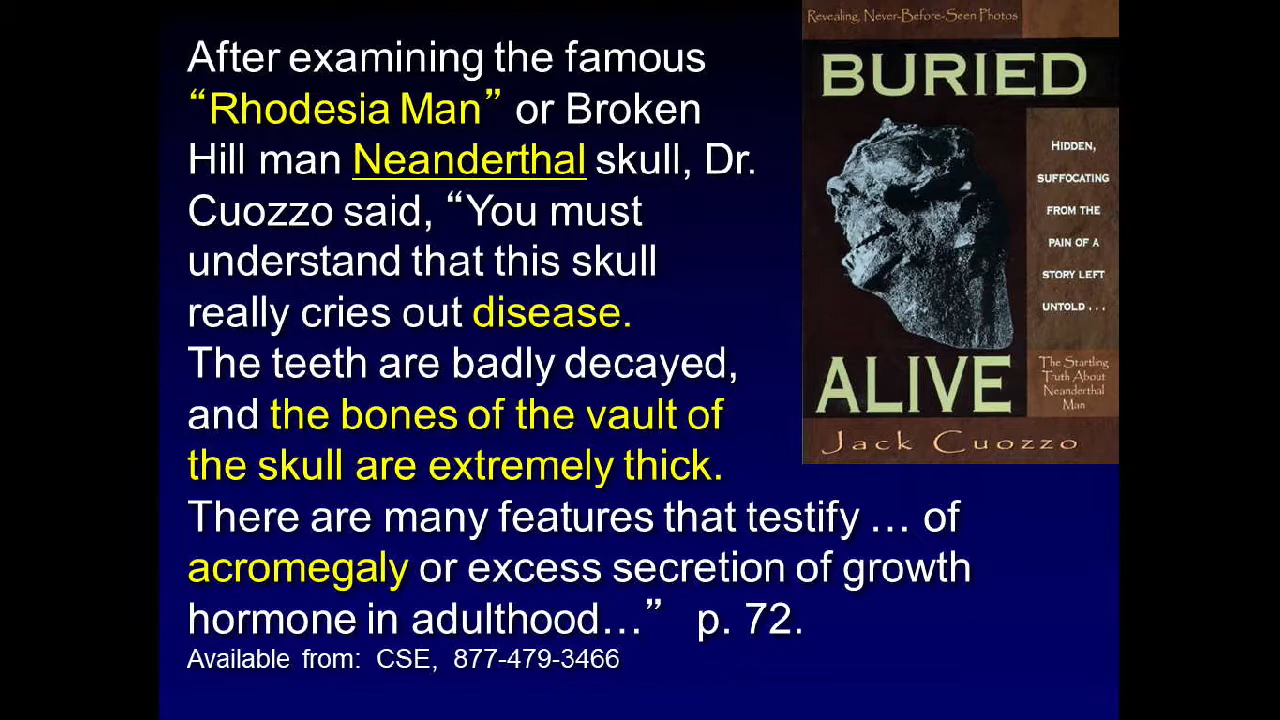 After examining the famous
“Rhodesia Man” or Broken
Hill man Neanderthal skull, Dr.
Cuozzo said, “You must
understand that this skull
really cries out disease.
The teeth are badly decayed,
and the bones of the vault of
the skull are extremely thick.
There are many features that testify … of
acromegaly or excess secretion of growth
hormone in adulthood…” p. 72.
Available from: CSE, 877-479-3466
Revealing, Never-Before-Seen Photos
BURIED
HIDDEN,
SUFFOCATING
FROM THE
PAIN OF A
STORY LEFT
UNTOLD . . .
ALIVE
The Startling
Truth About
Neanderthal
Man
Jack Cuozzo